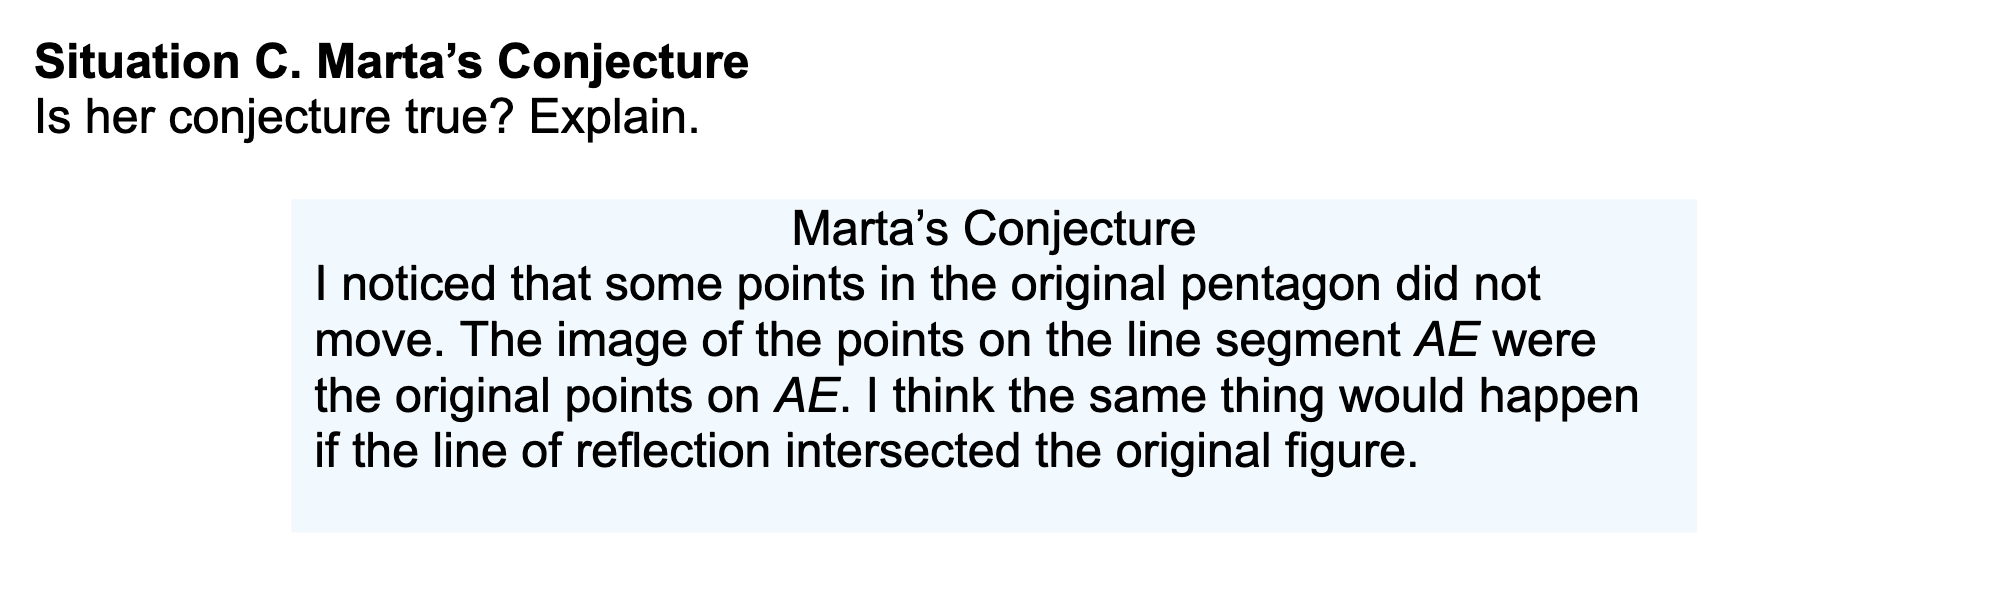 Situation C. Marta’s Conjecture
Is her conjecture true? Explain.
Marta’s Conjecture
I noticed that some points in the original pentagon did not
move. The image of the points on the line segment AE were
the original points on AE. I think the same thing would happen
if the line of reflection intersected the original figure.